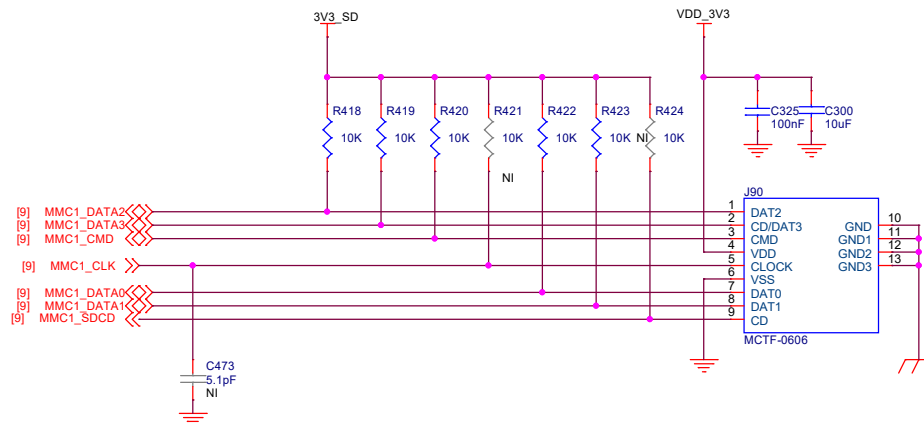 3V3_SD
VDD_3V3
R418 R419 R420 R421 R422 R423 R424
10K 10K 10K 10K 10K 10K NI 10K
NI
C325 C300
100nF 10uF
J90
[9] MMC1_DATA2 1 DAT2
[9] MMC1_DATA3 2 CD/DAT3 GND 10
[9] MMC1_CMD 3 CMD GND1 11
4 VDD GND2 12
[9] MMC1_CLK 5 CLOCK GND3 13
6 VSS
[9] MMC1_DATA0 7 DAT0
[9] MMC1_DATA1 8 DAT1
[9] MMC1_SDCD 9 CD
MCTF-0606
C473
5.1pF
NI